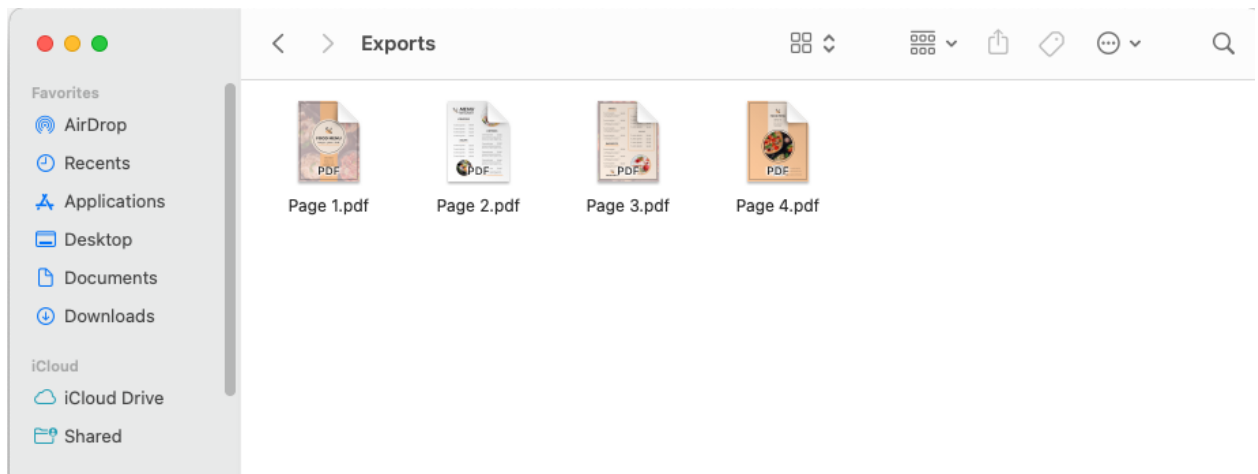 Exports
Favorites
AirDrop
Recents
Applications
Desktop
Documents
Downloads
iCloud
iCloud Drive
Shared
PDF
PDF
PDF
PDF
Page 1.pdf
Page 2.pdf
Page 3.pdf
Page 4.pdf